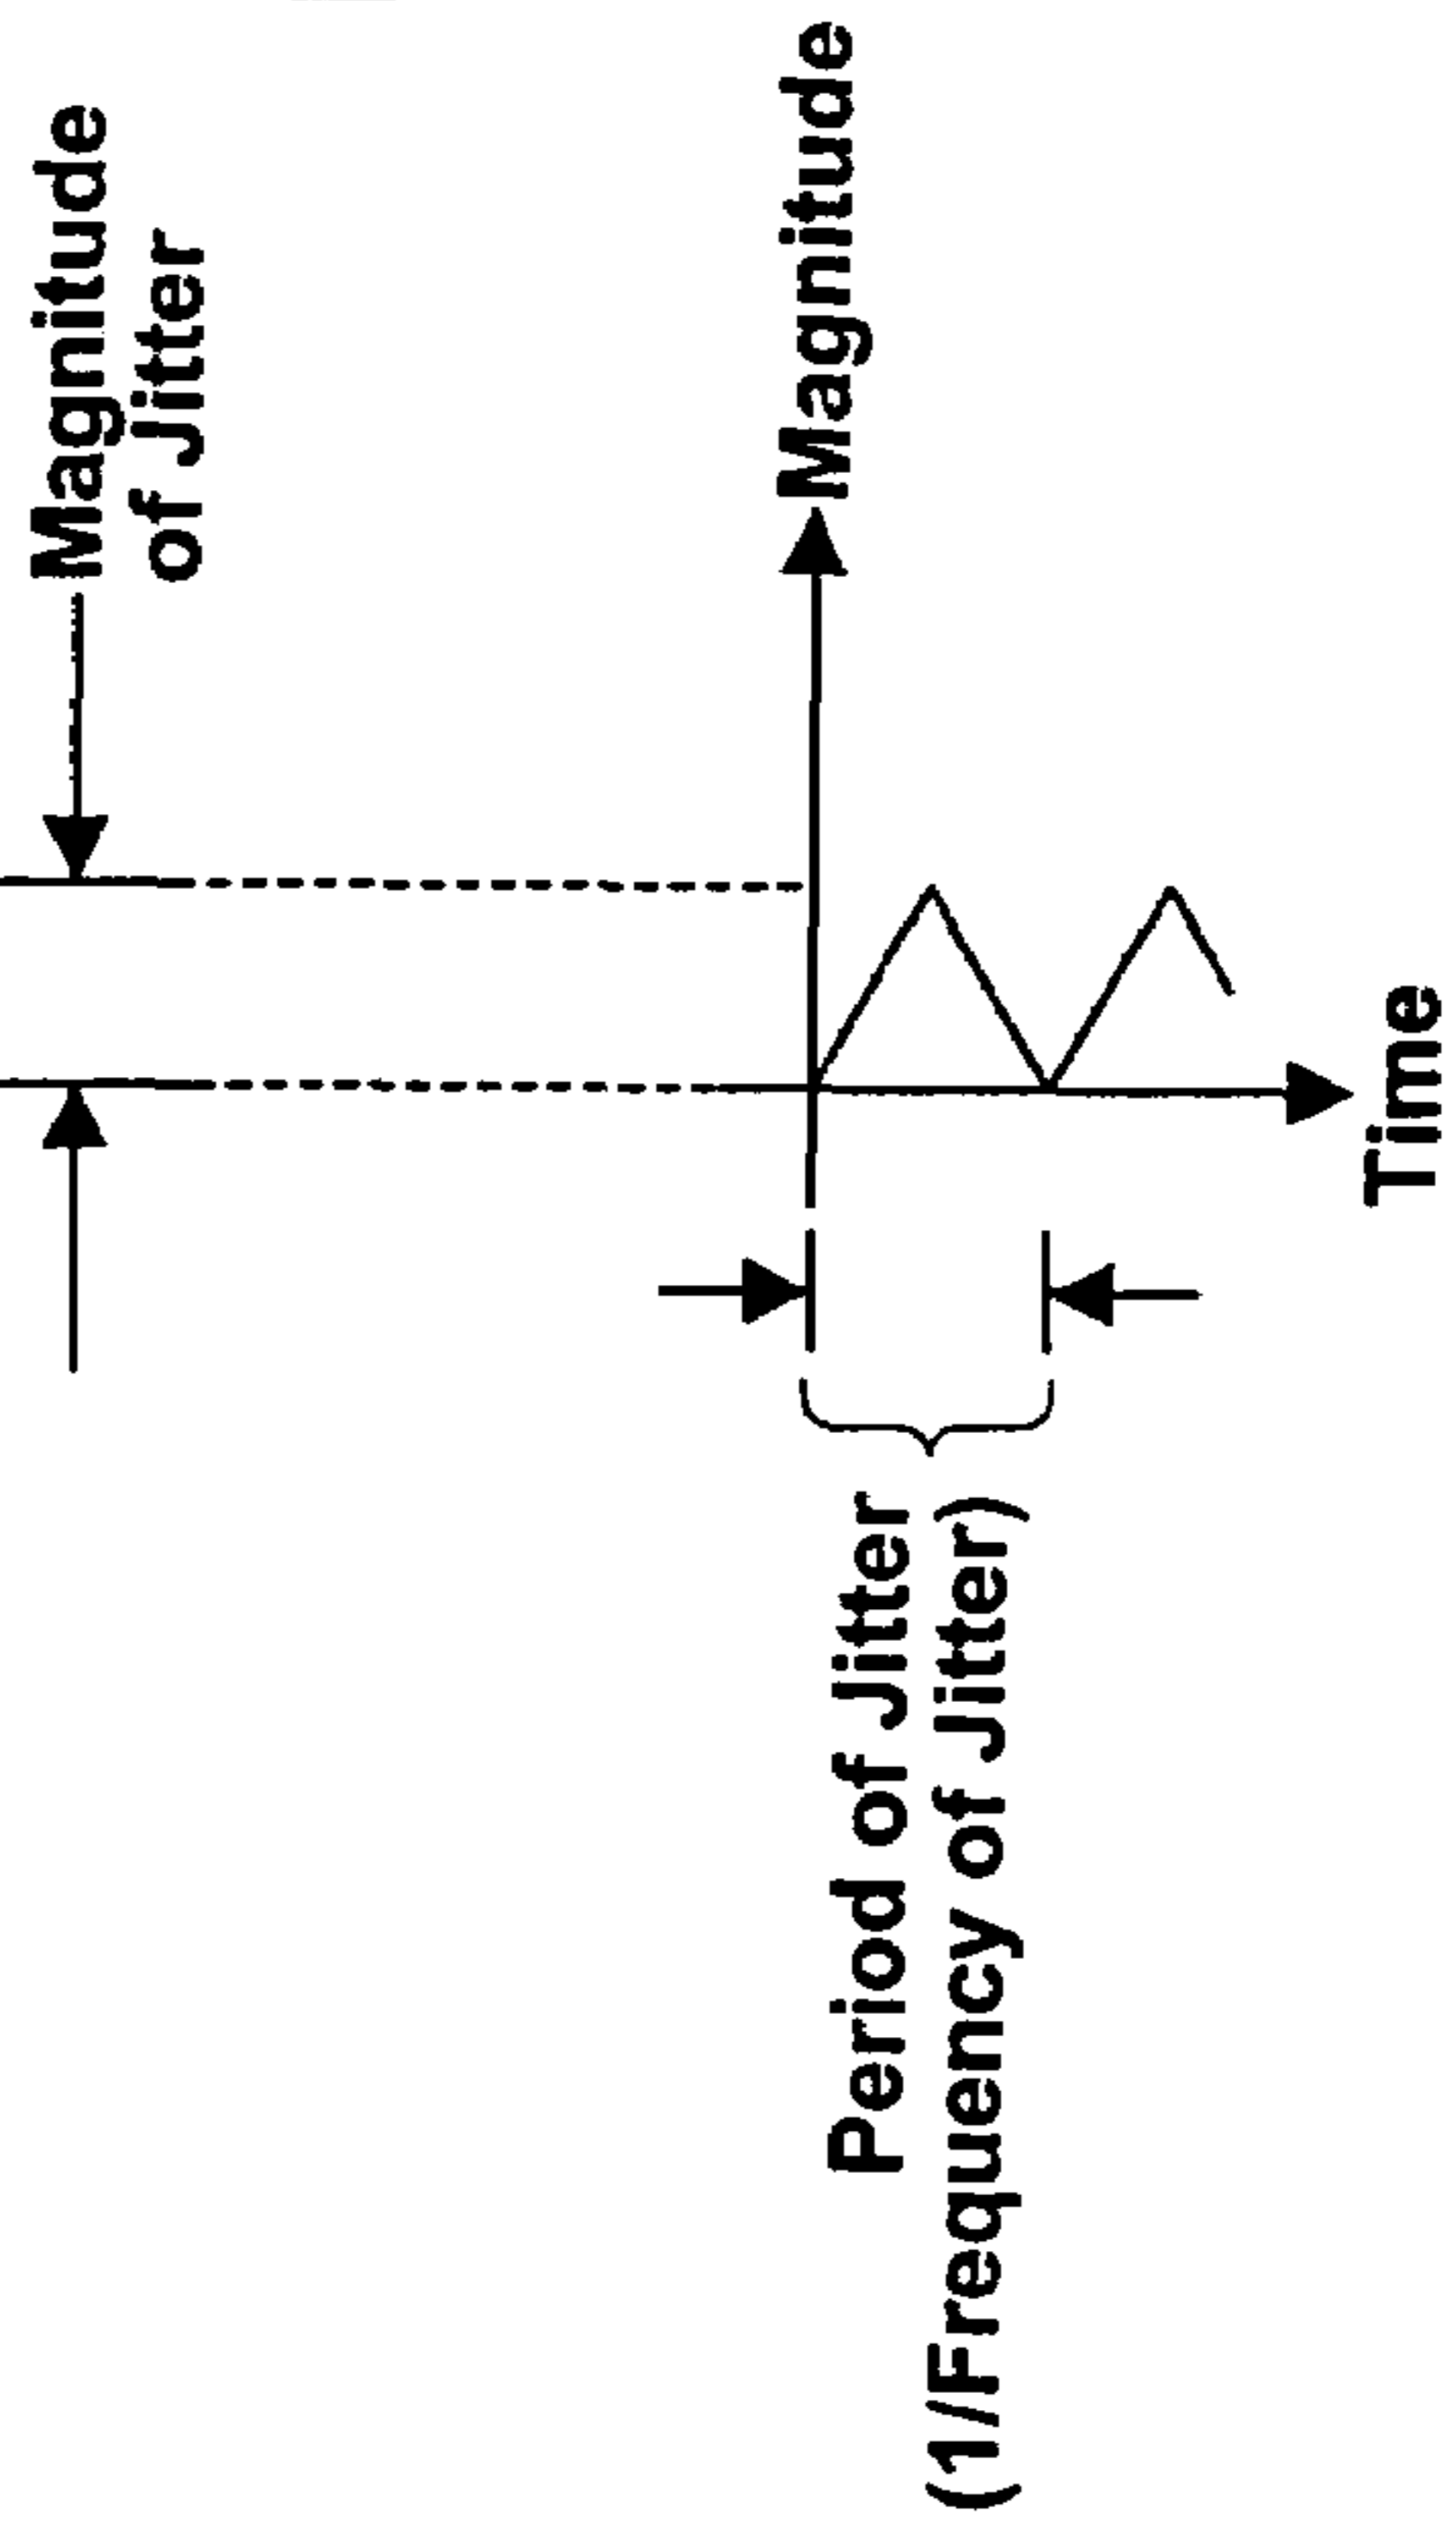 Magnitude
of Jitter
Magnitude
Time
Period of Jitter
(1/Frequency of Jitter)